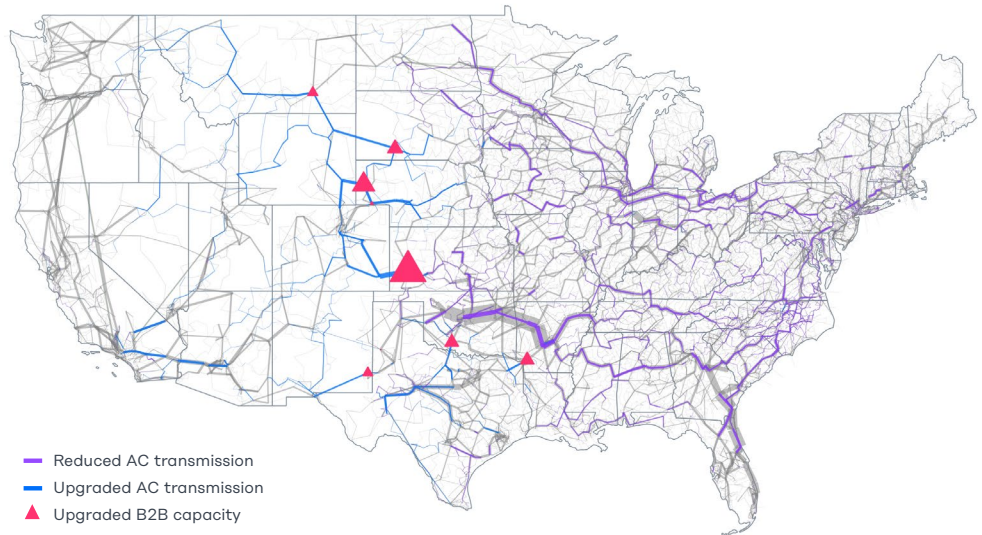 Reduced AC transmission
Upgraded AC transmission
Upgraded B2B capacity